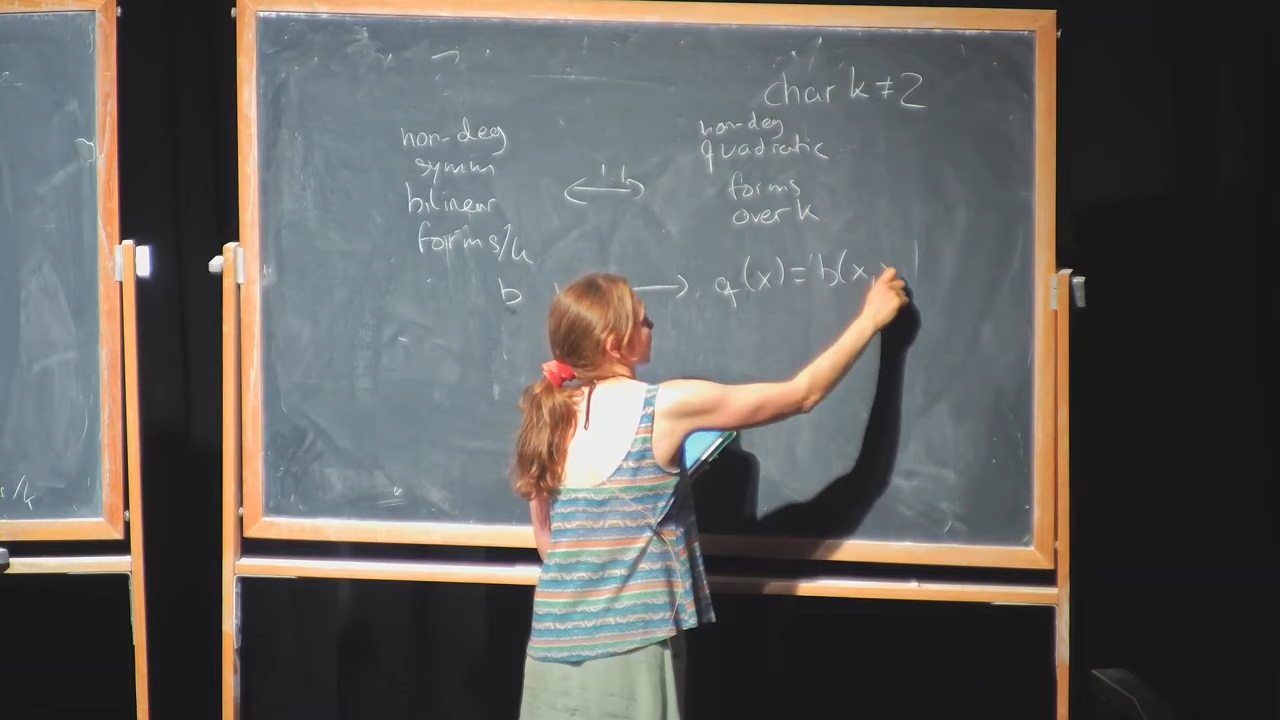 char k ≠ 2
non-deg
symm
bilinear
forms/k
1:1
non-deg
quadratic
forms
over k
b → q(x) = b(x,
s/k